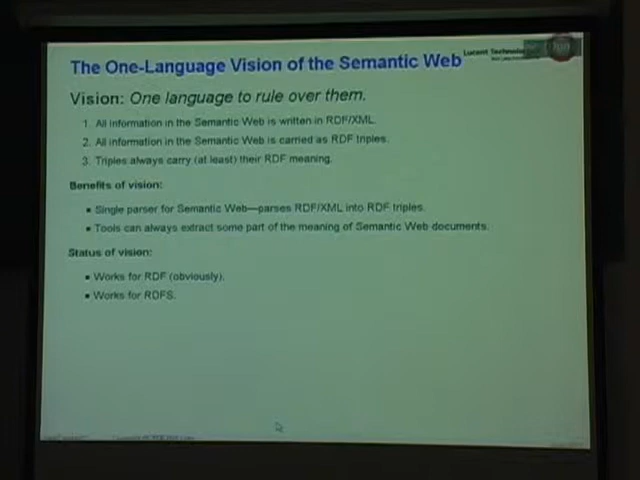 The One-Language Vision of the Semantic Web
Lucent Technologies
Vision: One language to rule over them.
1. All information in the Semantic Web is written in RDF/XML.
2. All information in the Semantic Web is carried as RDF triples.
3. Triples always carry (at least) their RDF meaning.
Benefits of vision:
▪ Single parser for Semantic Web—parses RDF/XML into RDF triples.
▪ Tools can always extract some part of the meaning of Semantic Web documents.
Status of vision:
▪ Works for RDF (obviously).
▪ Works for RDFS.